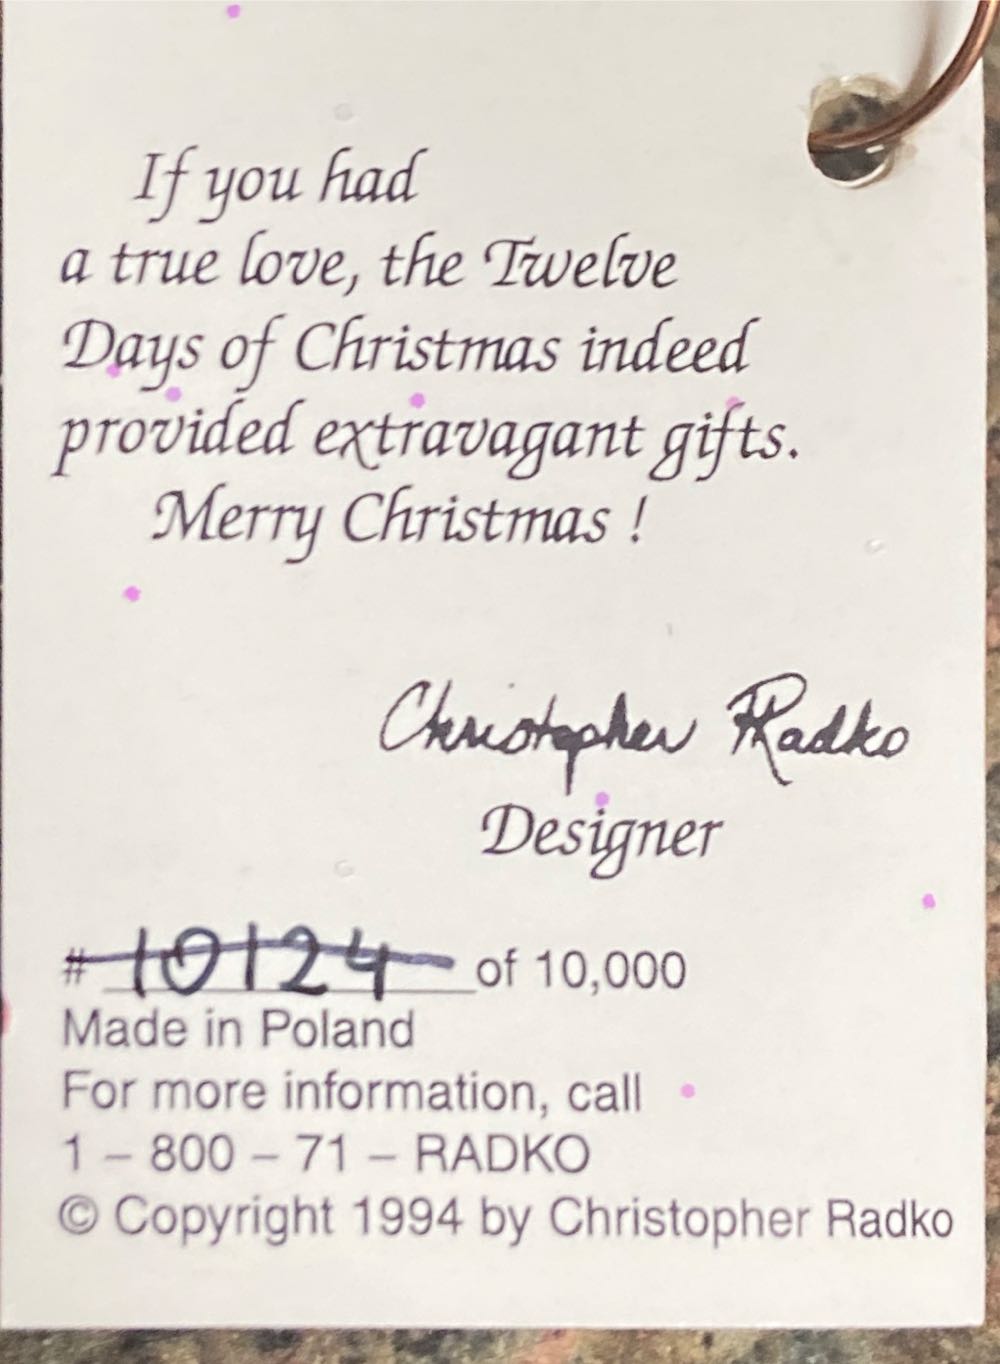 If you had
a true love, the Twelve
Days of Christmas indeed
provided extravagant gifts.
Merry Christmas !
Christopher Radko
Designer
# 10124 of 10,000
Made in Poland
For more information, call
1 – 800 – 71 – RADKO
© Copyright 1994 by Christopher Radko